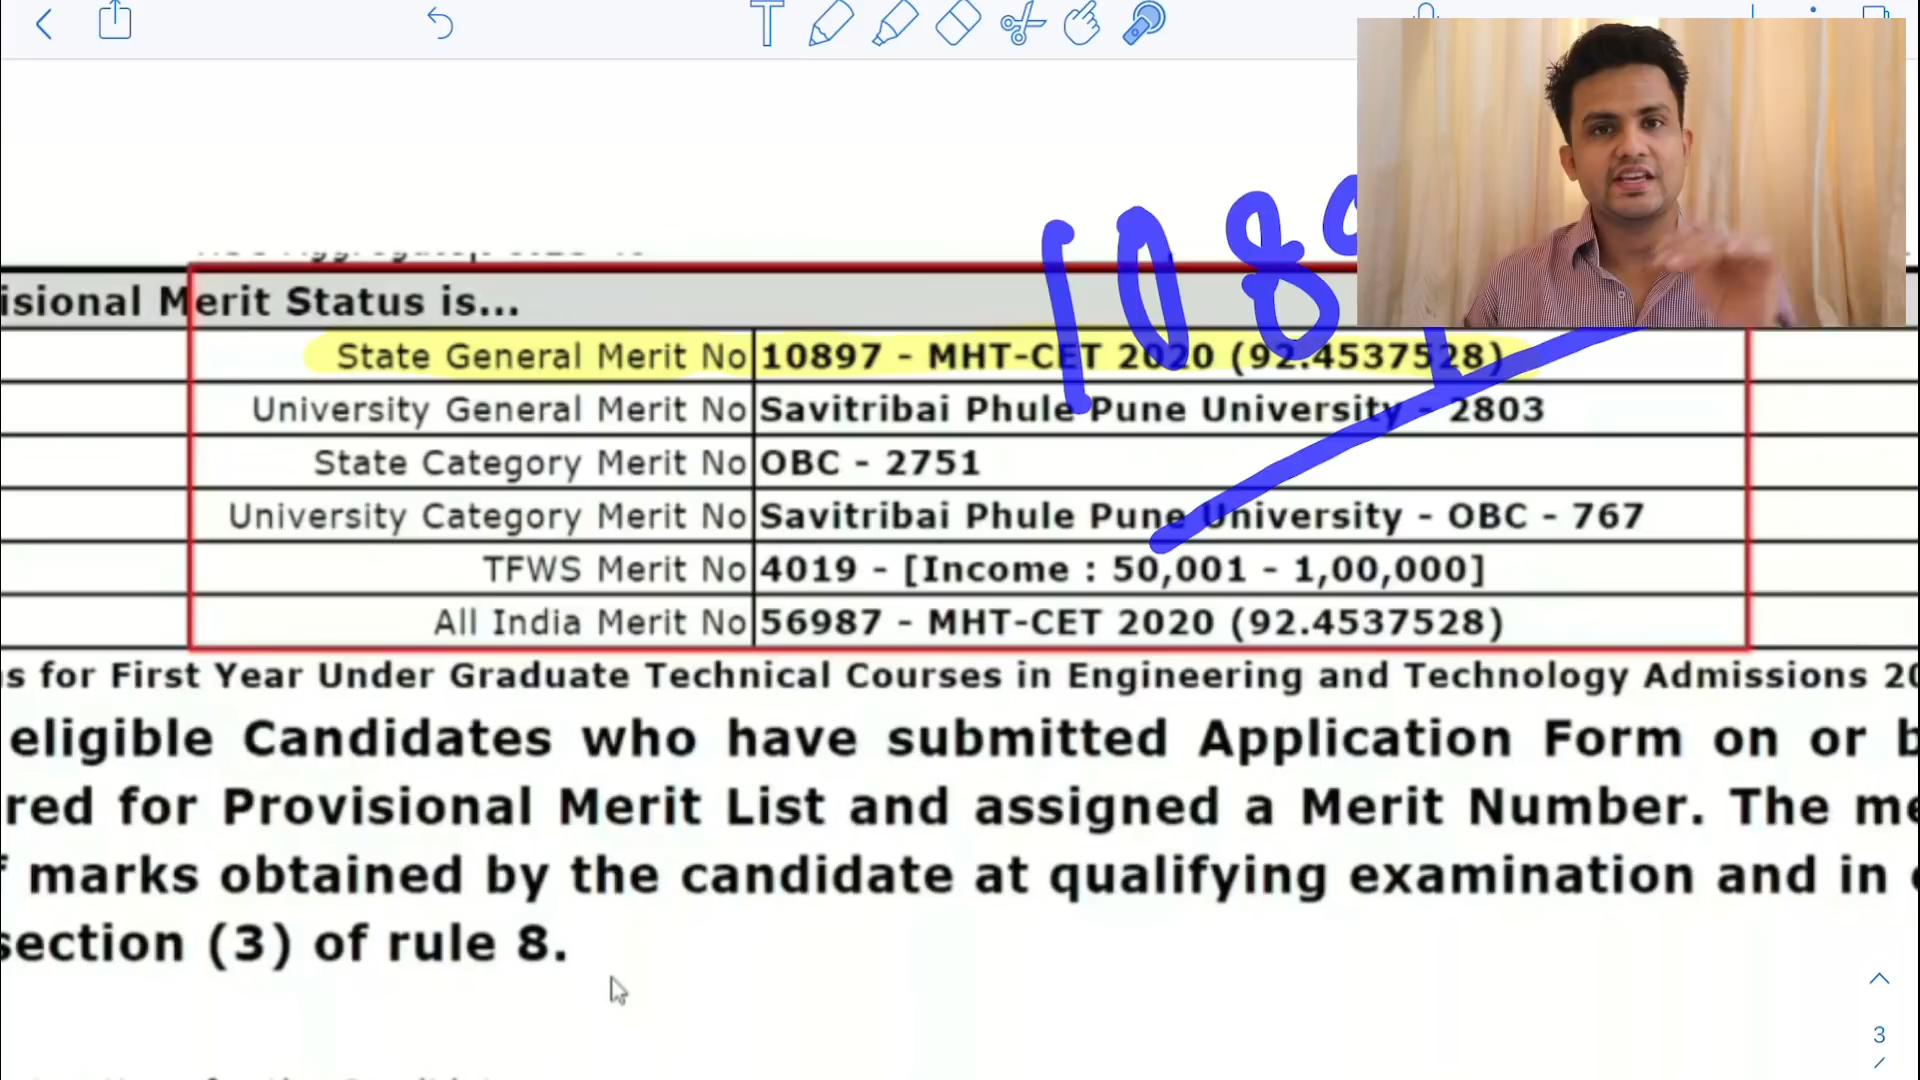 isional Merit Status is...
State General Merit No 10897 - MHT-CET 2020 (92.4537528)
University General Merit No Savitribai Phule Pune University - 2803
State Category Merit No OBC - 2751
University Category Merit No Savitribai Phule Pune University - OBC - 767
TFWS Merit No 4019 - [Income : 50,001 - 1,00,000]
All India Merit No 56987 - MHT-CET 2020 (92.4537528)
s for First Year Under Graduate Technical Courses in Engineering and Technology Admissions 20
eligible Candidates who have submitted Application Form on or b
red for Provisional Merit List and assigned a Merit Number. The me
f marks obtained by the candidate at qualifying examination and in
section (3) of rule 8.
1089
3